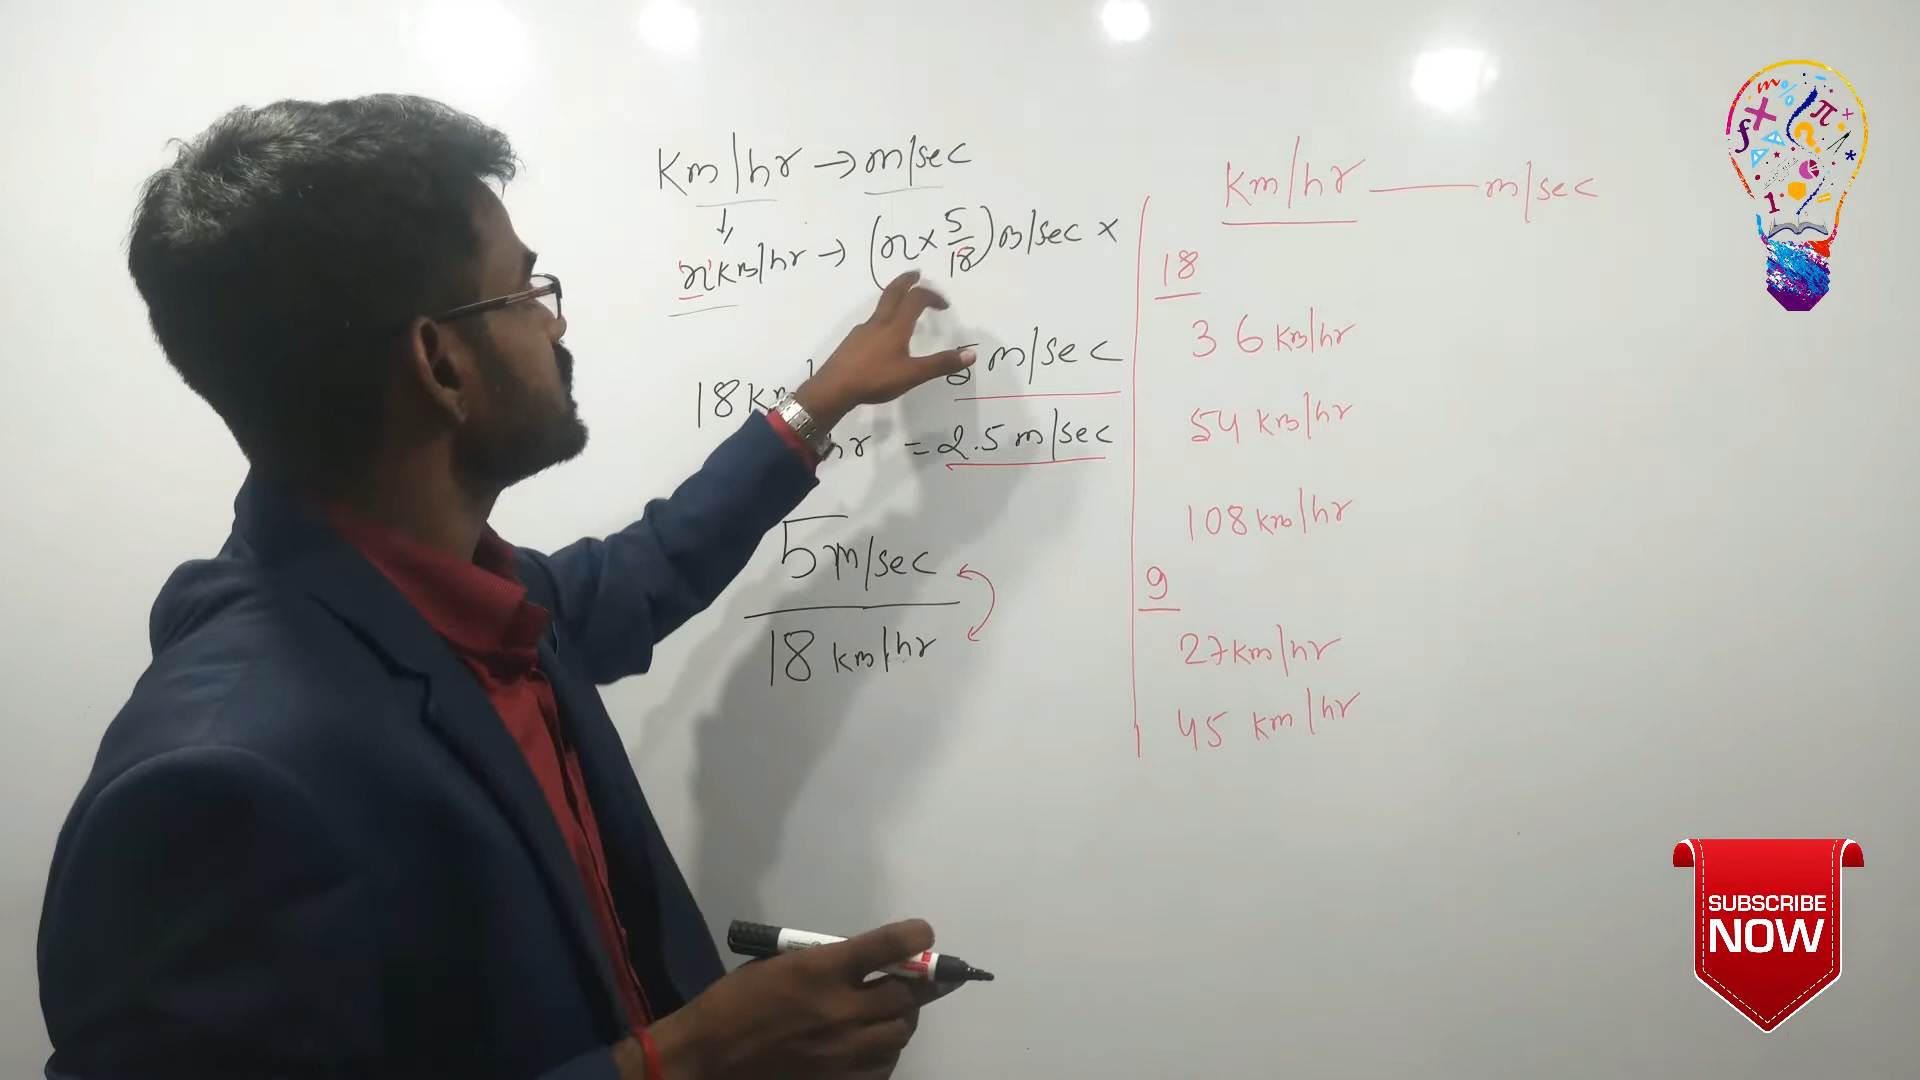 Km/hr → m/sec
n km/hr → (n × 5/18) m/sec ×
18 km/ 5 m/sec
hr = 2.5 m/sec
5 m/sec
18 km/hr
Km/hr — m/sec
18
36 km/hr
54 km/hr
108 km/hr
9
27 km/hr
45 km/hr
SUBSCRIBE
NOW